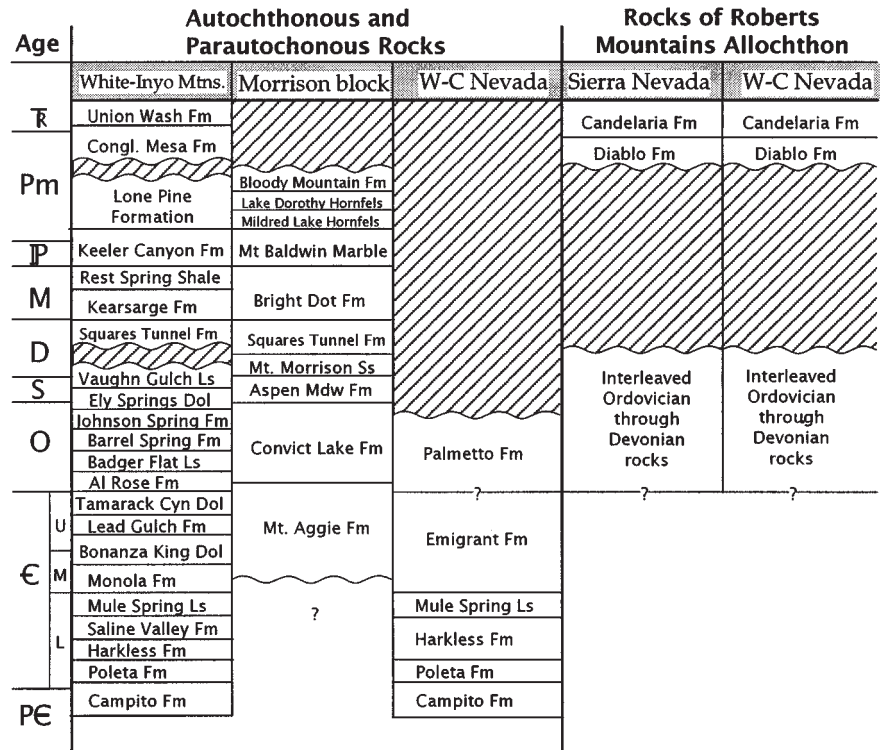 Age
Autochthonous and
Parautochonous Rocks
Rocks of Roberts
Mountains Allochthon
White-Inyo Mtns.
Morrison block
W-C Nevada
Sierra Nevada
W-C Nevada
TR
Pm
IP
M
D
S
O
Є
U
M
L
PЄ
Union Wash Fm
Congl. Mesa Fm
Lone Pine
Formation
Keeler Canyon Fm
Rest Spring Shale
Kearsarge Fm
Squares Tunnel Fm
Vaughn Gulch Ls
Ely Springs Dol
Johnson Spring Fm
Barrel Spring Fm
Badger Flat Ls
Al Rose Fm
Tamarack Cyn Dol
Lead Gulch Fm
Bonanza King Dol
Monola Fm
Mule Spring Ls
Saline Valley Fm
Harkless Fm
Poleta Fm
Campito Fm
Bloody Mountain Fm
Lake Dorothy Hornfels
Mildred Lake Hornfels
Mt Baldwin Marble
Bright Dot Fm
Squares Tunnel Fm
Mt. Morrison Ss
Aspen Mdw Fm
Convict Lake Fm
Mt. Aggie Fm
?
Palmetto Fm
?
Emigrant Fm
Mule Spring Ls
Harkless Fm
Poleta Fm
Campito Fm
Candelaria Fm
Diablo Fm
Interleaved
Ordovician
through
Devonian
rocks
?
Candelaria Fm
Diablo Fm
Interleaved
Ordovician
through
Devonian
rocks
?